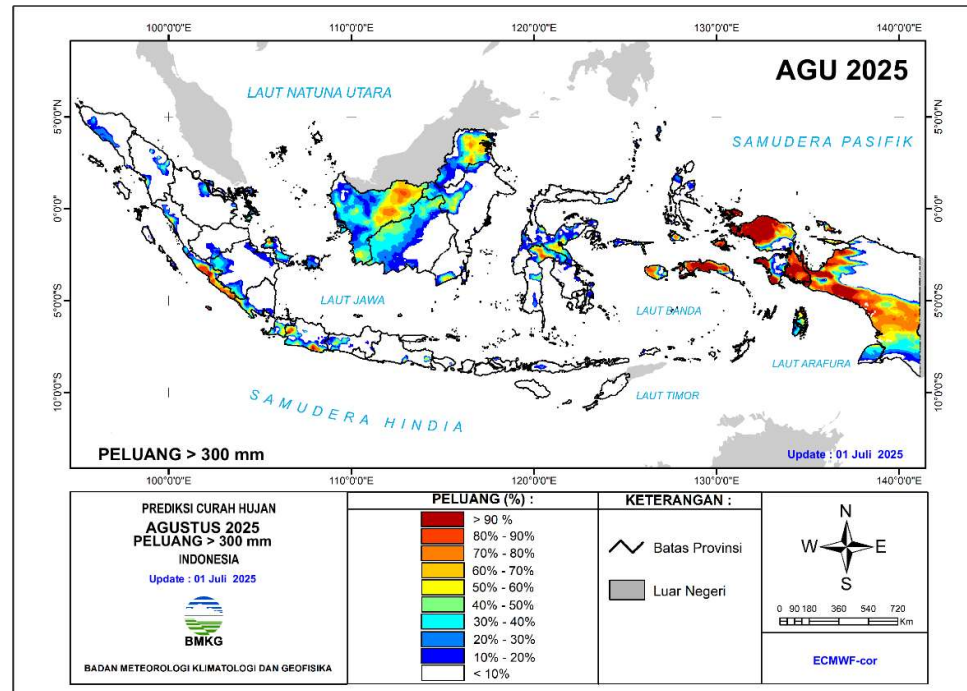 100°0'0"E 110°0'0"E 120°0'0"E 130°0'0"E 140°0'0"E
AGU 2025
LAUT NATUNA UTARA
5°0'0"N 5°0'0"N
SAMUDERA PASIFIK
0°0'0" 0°0'0"
LAUT JAWA
5°0'0"S 5°0'0"S
LAUT BANDA
LAUT ARAFURA
LAUT TIMOR
10°0'0"S 10°0'0"S
SAMUDERA HINDIA
PELUANG > 300 mm
Update : 01 Juli 2025
100°0'0"E 110°0'0"E 120°0'0"E 130°0'0"E 140°0'0"E
PREDIKSI CURAH HUJAN
AGUSTUS 2025
PELUANG > 300 mm
INDONESIA
Update : 01 Juli 2025
BMKG
BADAN METEOROLOGI KLIMATOLOGI DAN GEOFISIKA
PELUANG (%) :
> 90 %
80% - 90%
70% - 80%
60% - 70%
50% - 60%
40% - 50%
30% - 40%
20% - 30%
10% - 20%
< 10%
KETERANGAN :
Batas Provinsi
Luar Negeri
N
W E
S
0 90 180 360 540 720
Km
ECMWF-cor